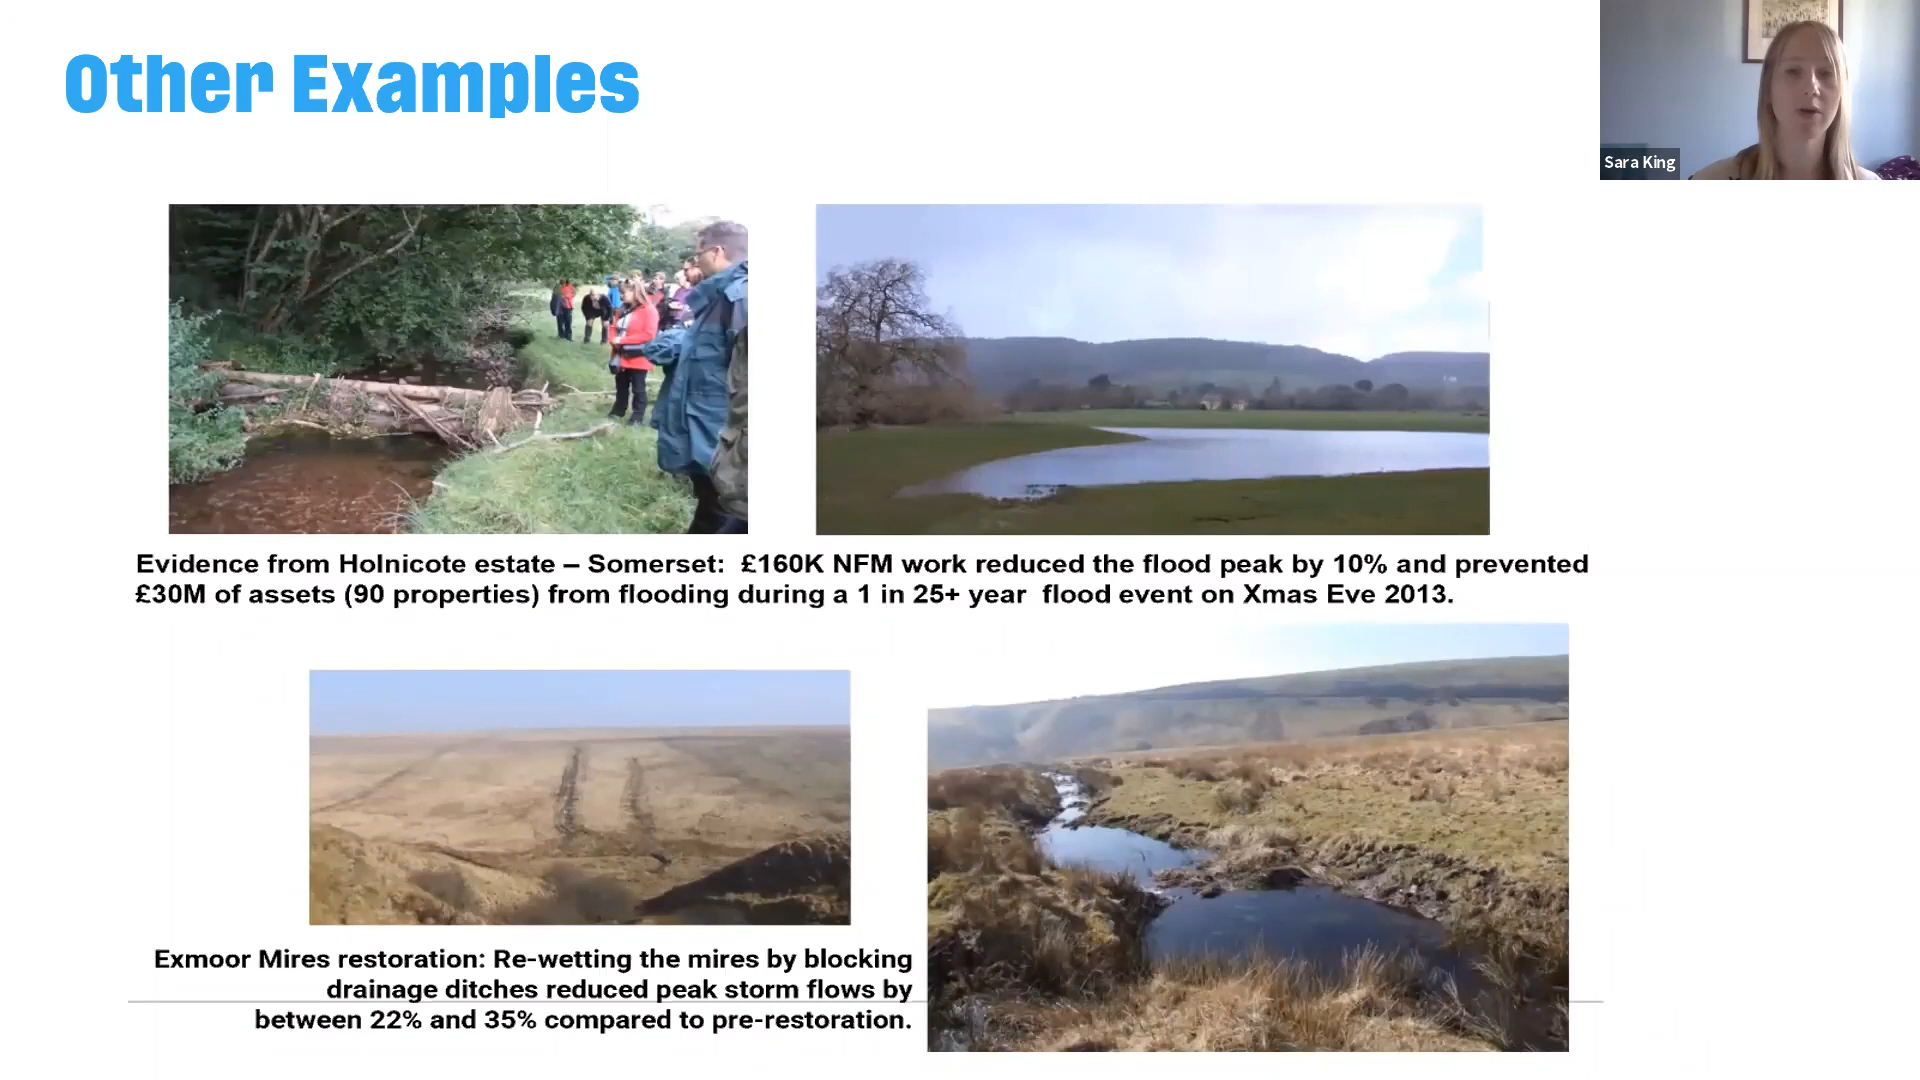 Other Examples
Sara King
Evidence from Holnicote estate – Somerset:  £160K NFM work reduced the flood peak by 10% and prevented
£30M of assets (90 properties) from flooding during a 1 in 25+ year  flood event on Xmas Eve 2013.
Exmoor Mires restoration: Re-wetting the mires by blocking
drainage ditches reduced peak storm flows by
between 22% and 35% compared to pre-restoration.